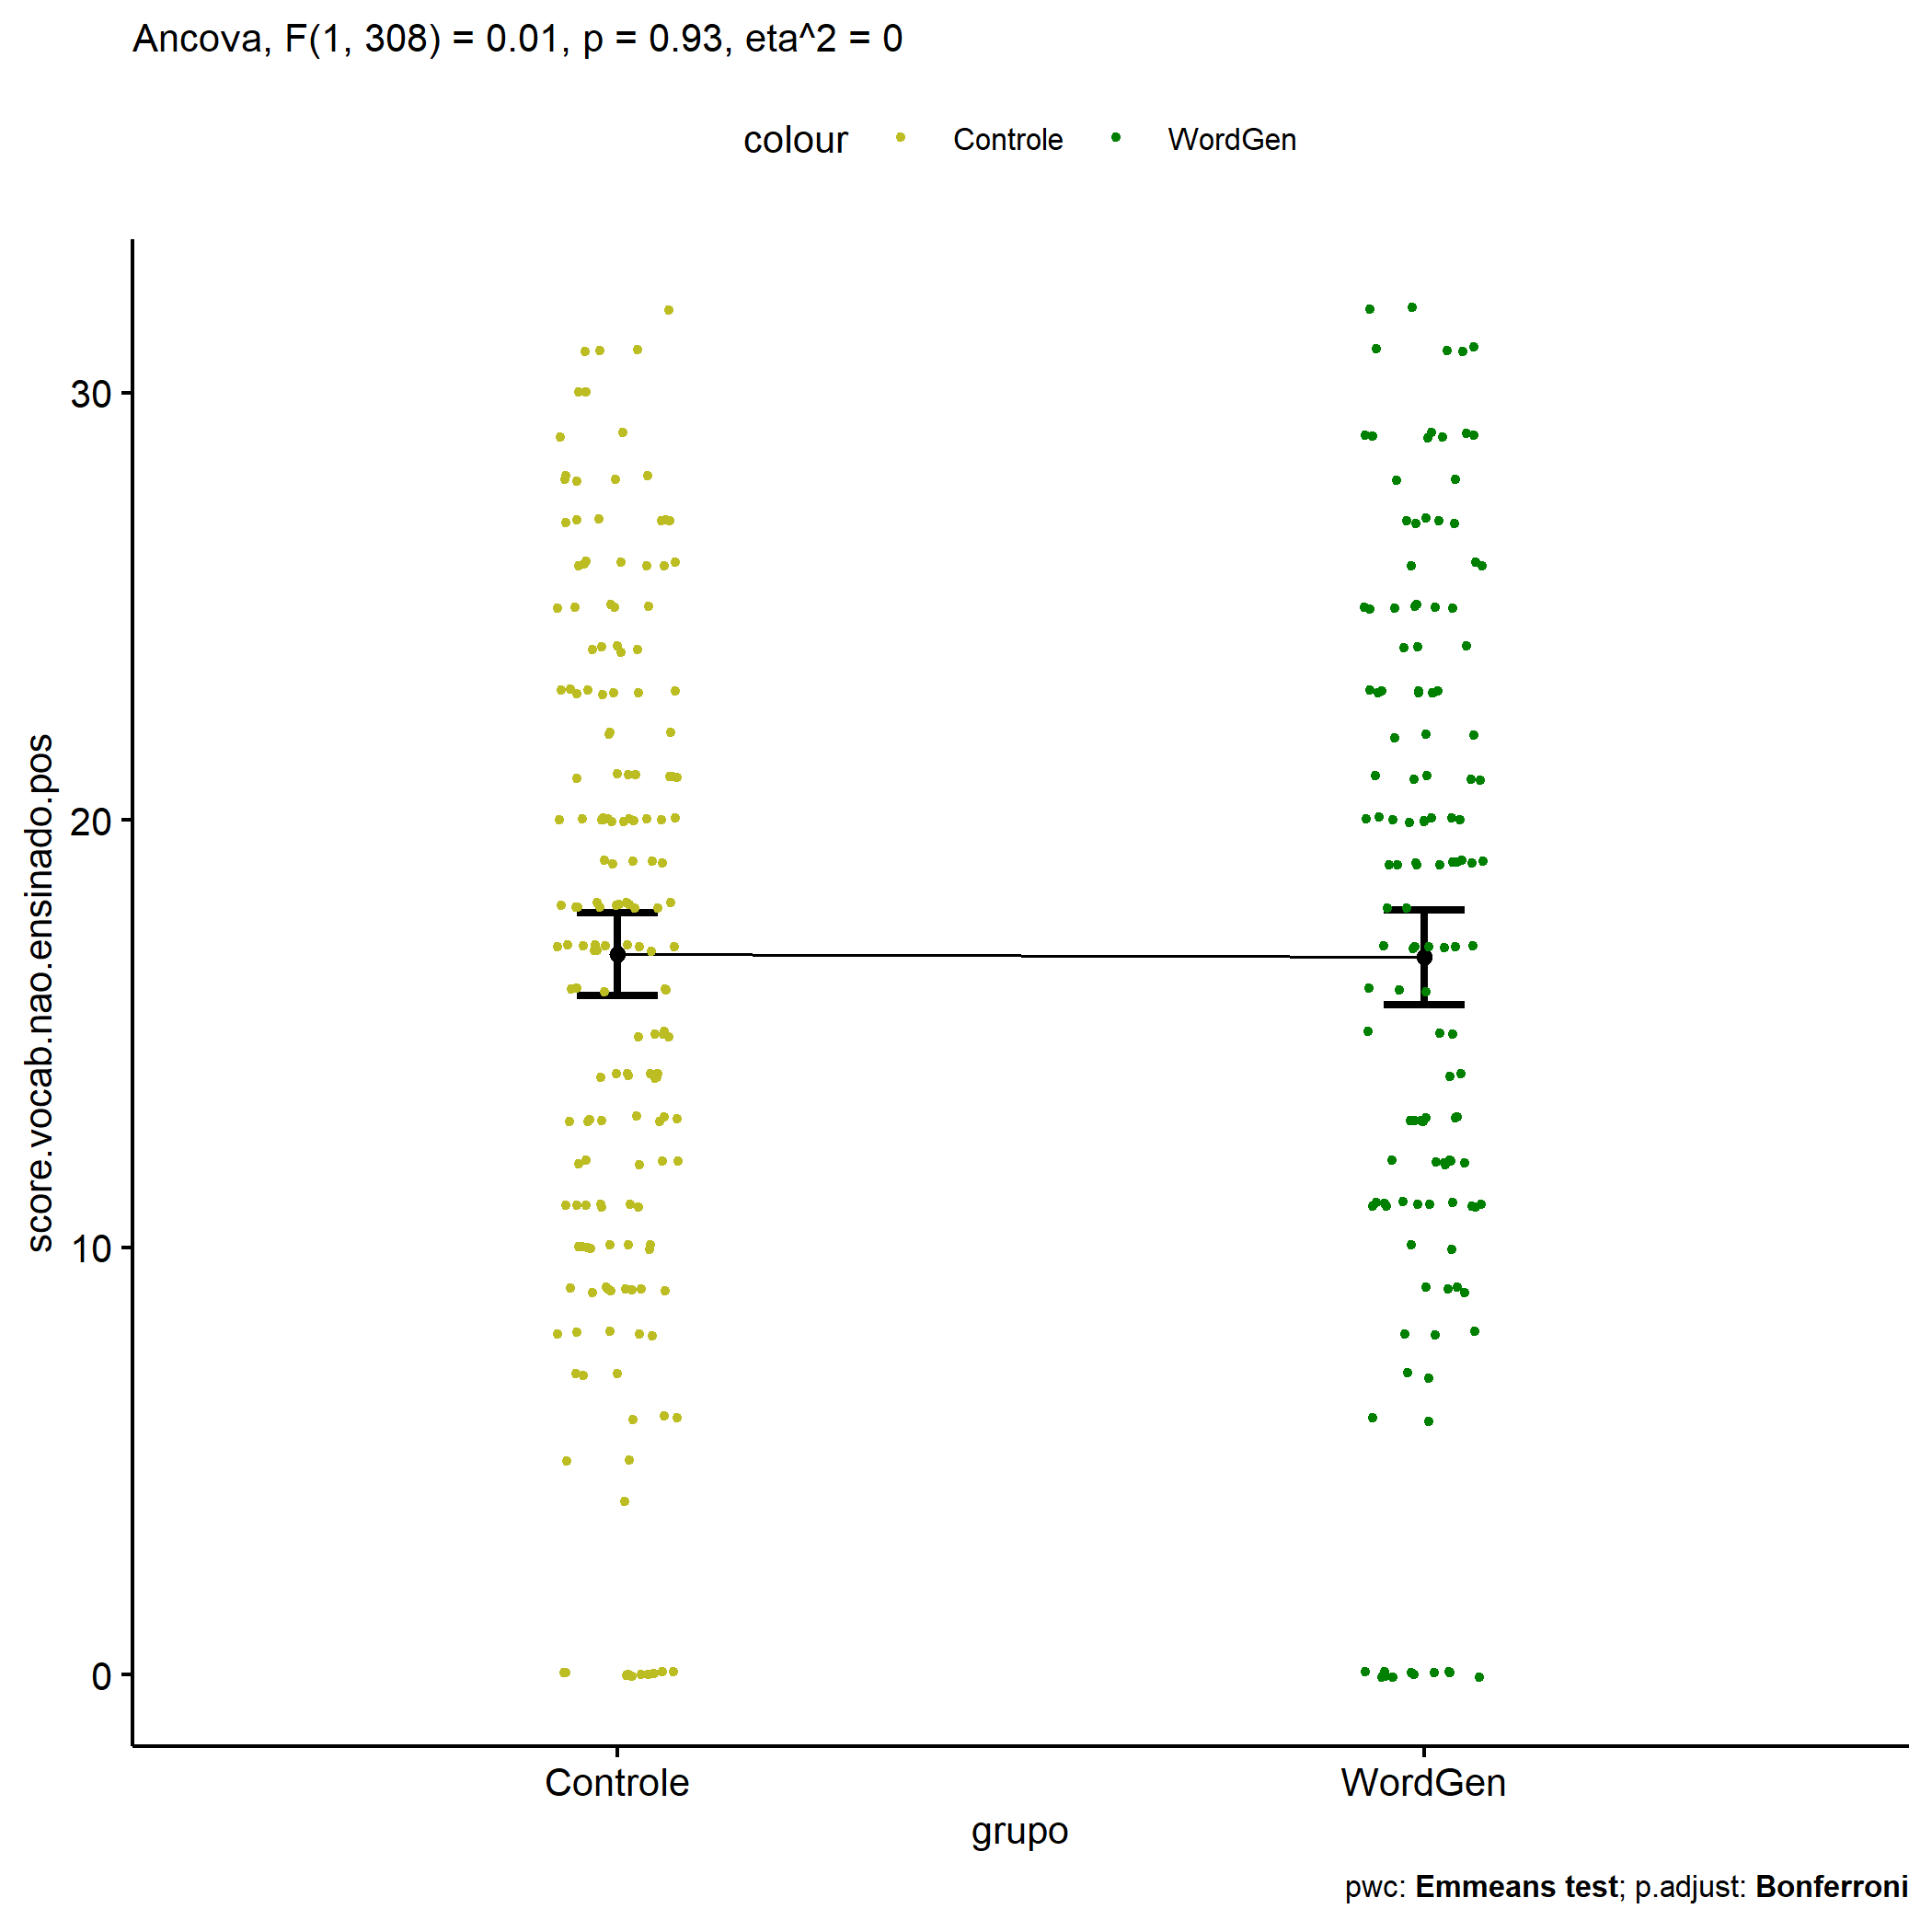 Ancova, F(1, 308) = 0.01, p = 0.93, eta^2 = 0
colour Controle WordGen
score.vocab.nao.ensinado.pos
30
20
10
0
Controle WordGen
grupo
pwc: Emmeans test; p.adjust: Bonferroni